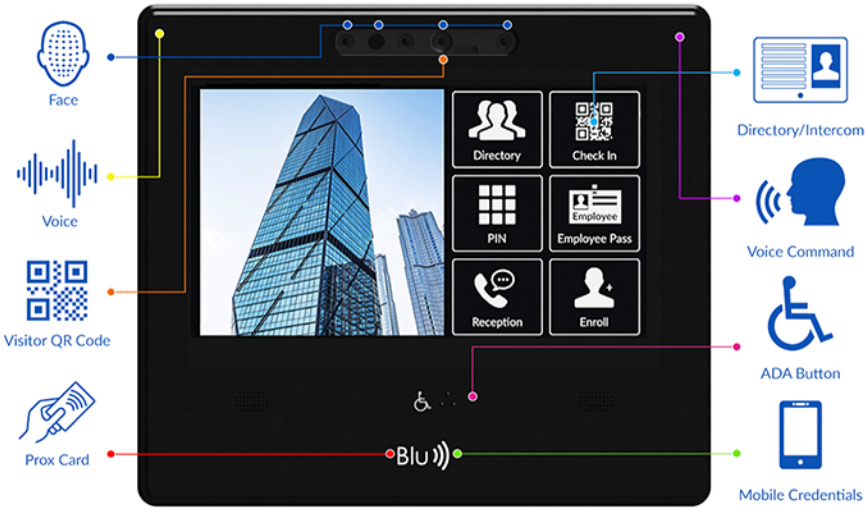 Face
Voice
Visitor QR Code
Prox Card
Directory
Check In
PIN
Employee
Employee Pass
Reception
Enroll
Blu
Directory/Intercom
Voice Command
ADA Button
Mobile Credentials